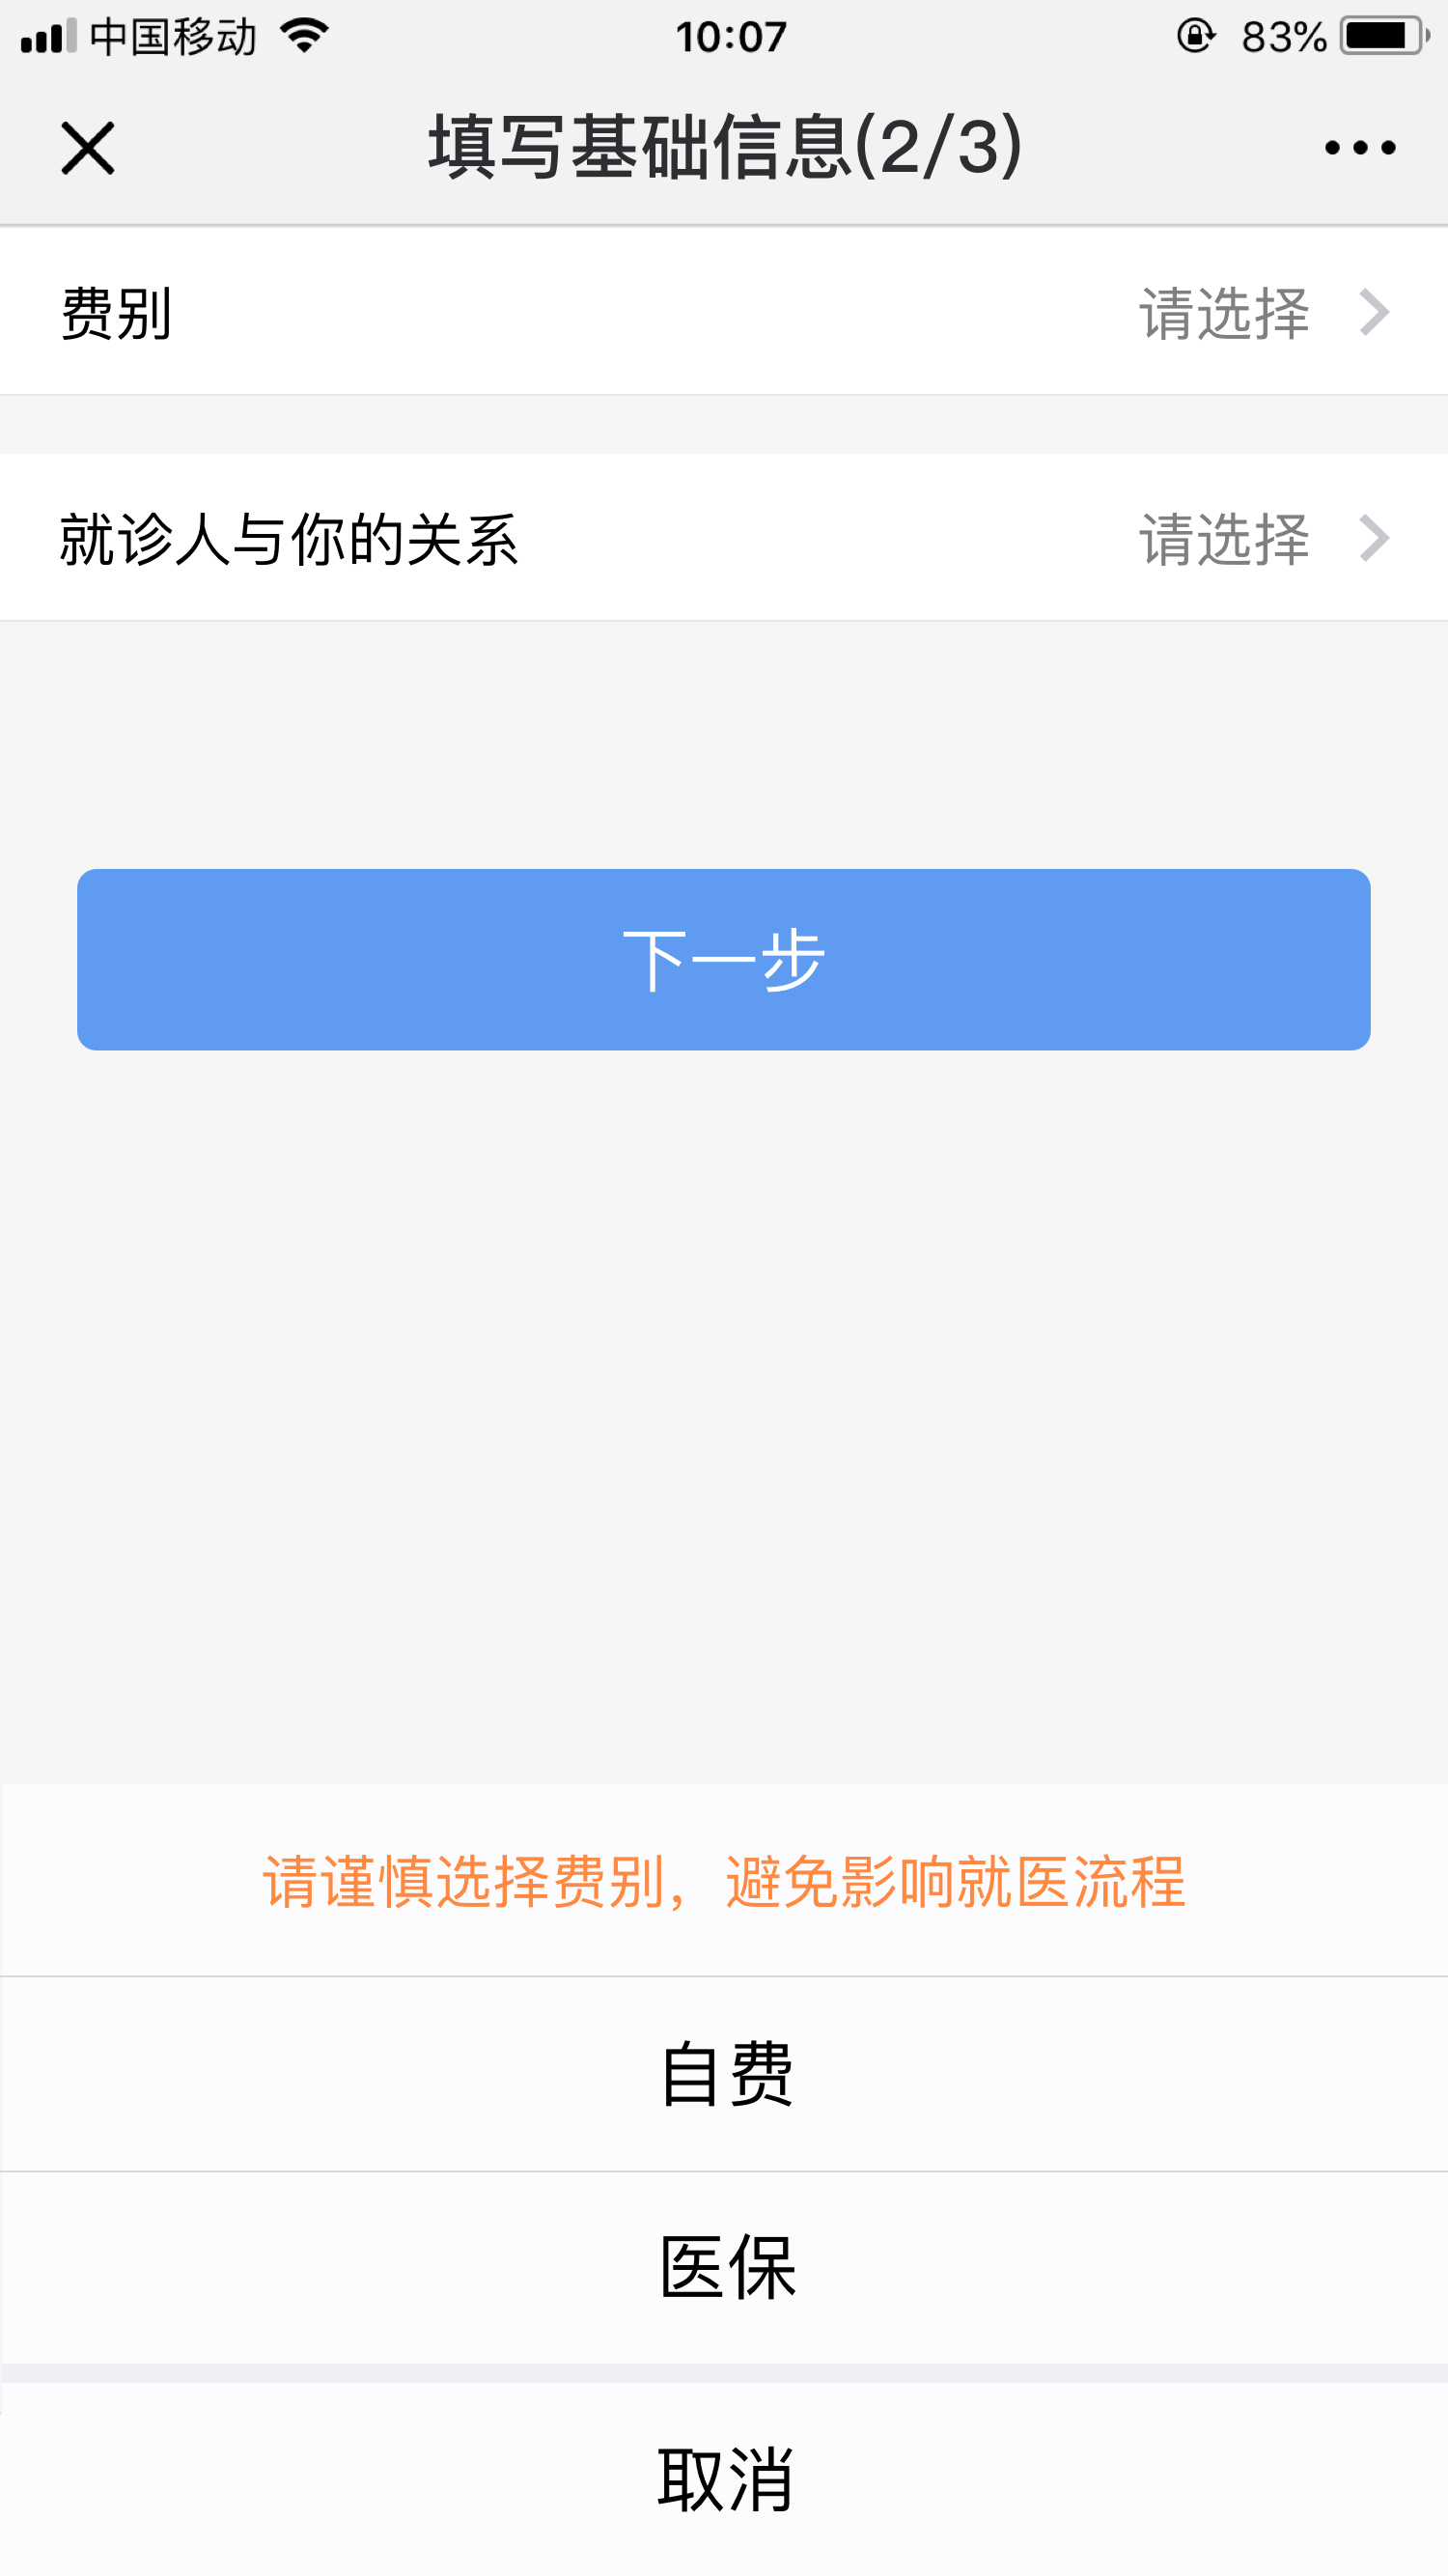 中国移动 10:07 83%
填写基础信息(2/3)
费别 请选择
就诊人与你的关系 请选择
下一步
请谨慎选择费别，避免影响就医流程
自费
医保
取消